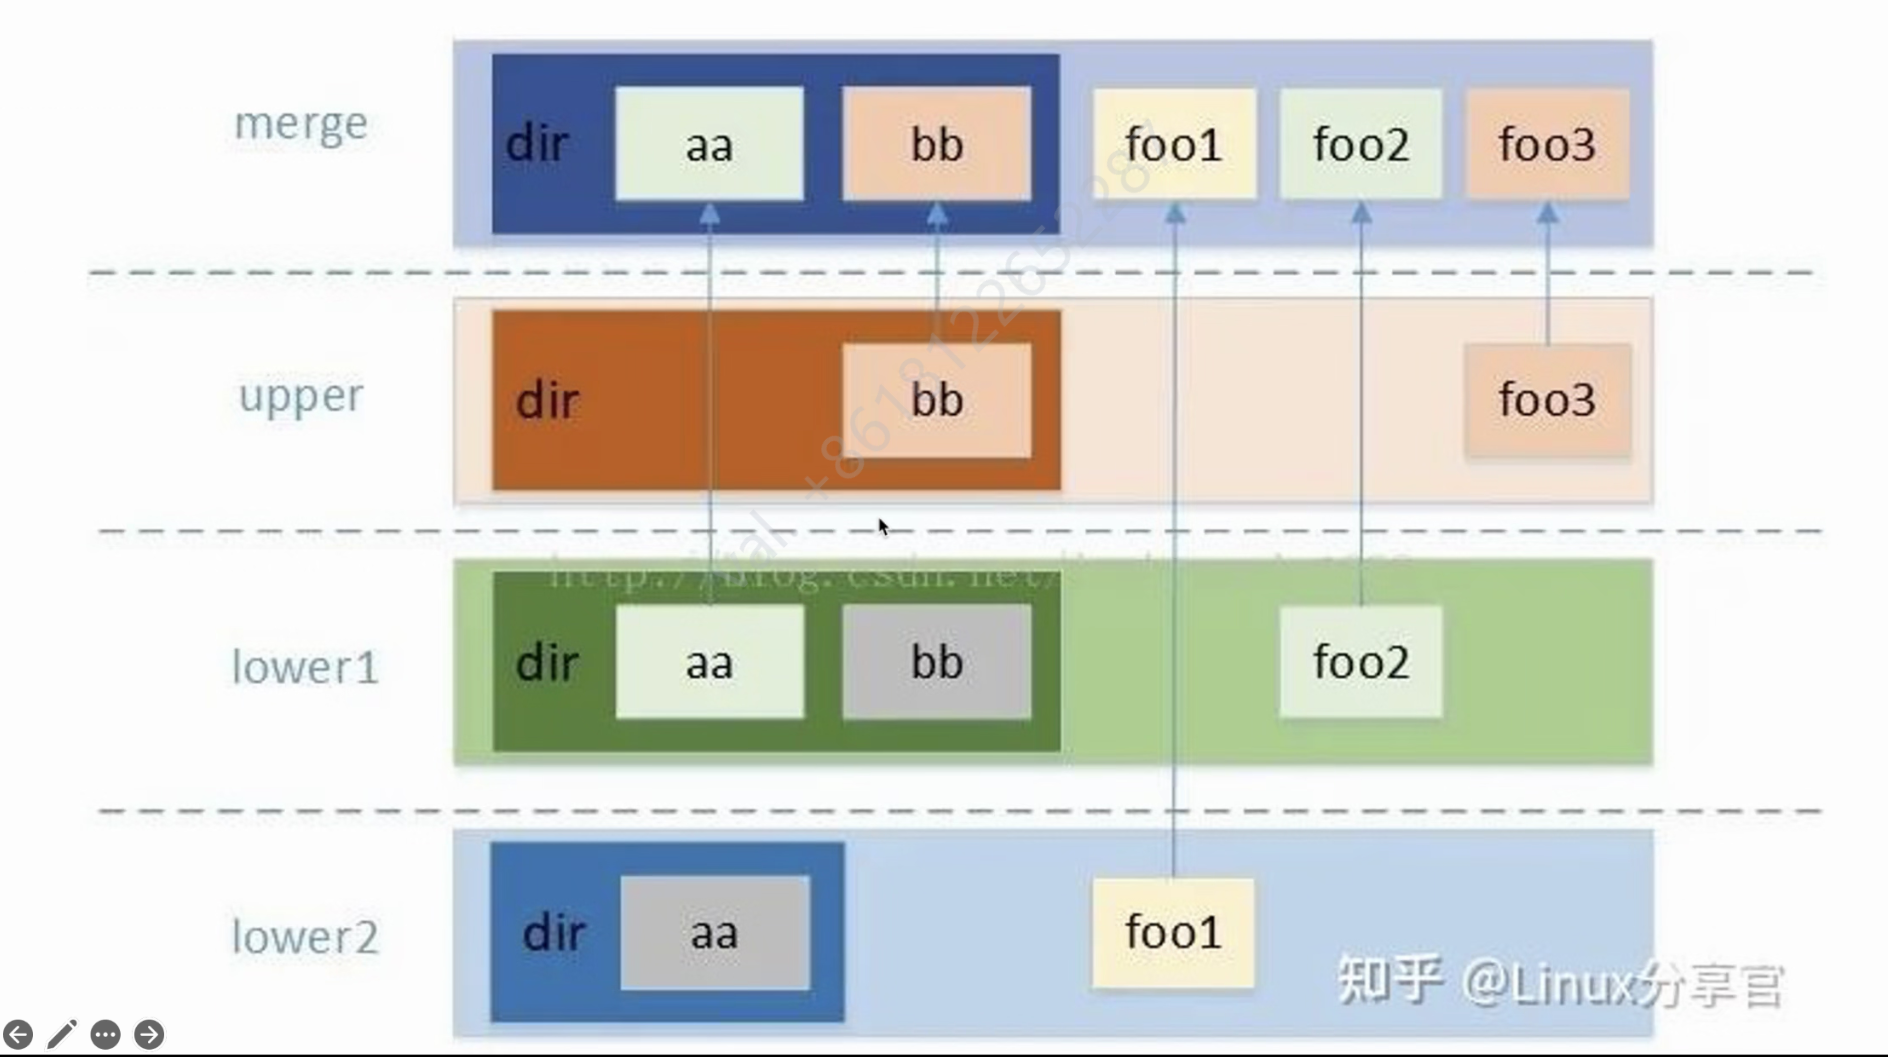 merge
dir aa bb foo1 foo2 foo3
upper
dir bb foo3
http://blog.csdn.net/
lower1
dir aa bb foo2
lower2
dir aa foo1
知乎 @Linux分享官